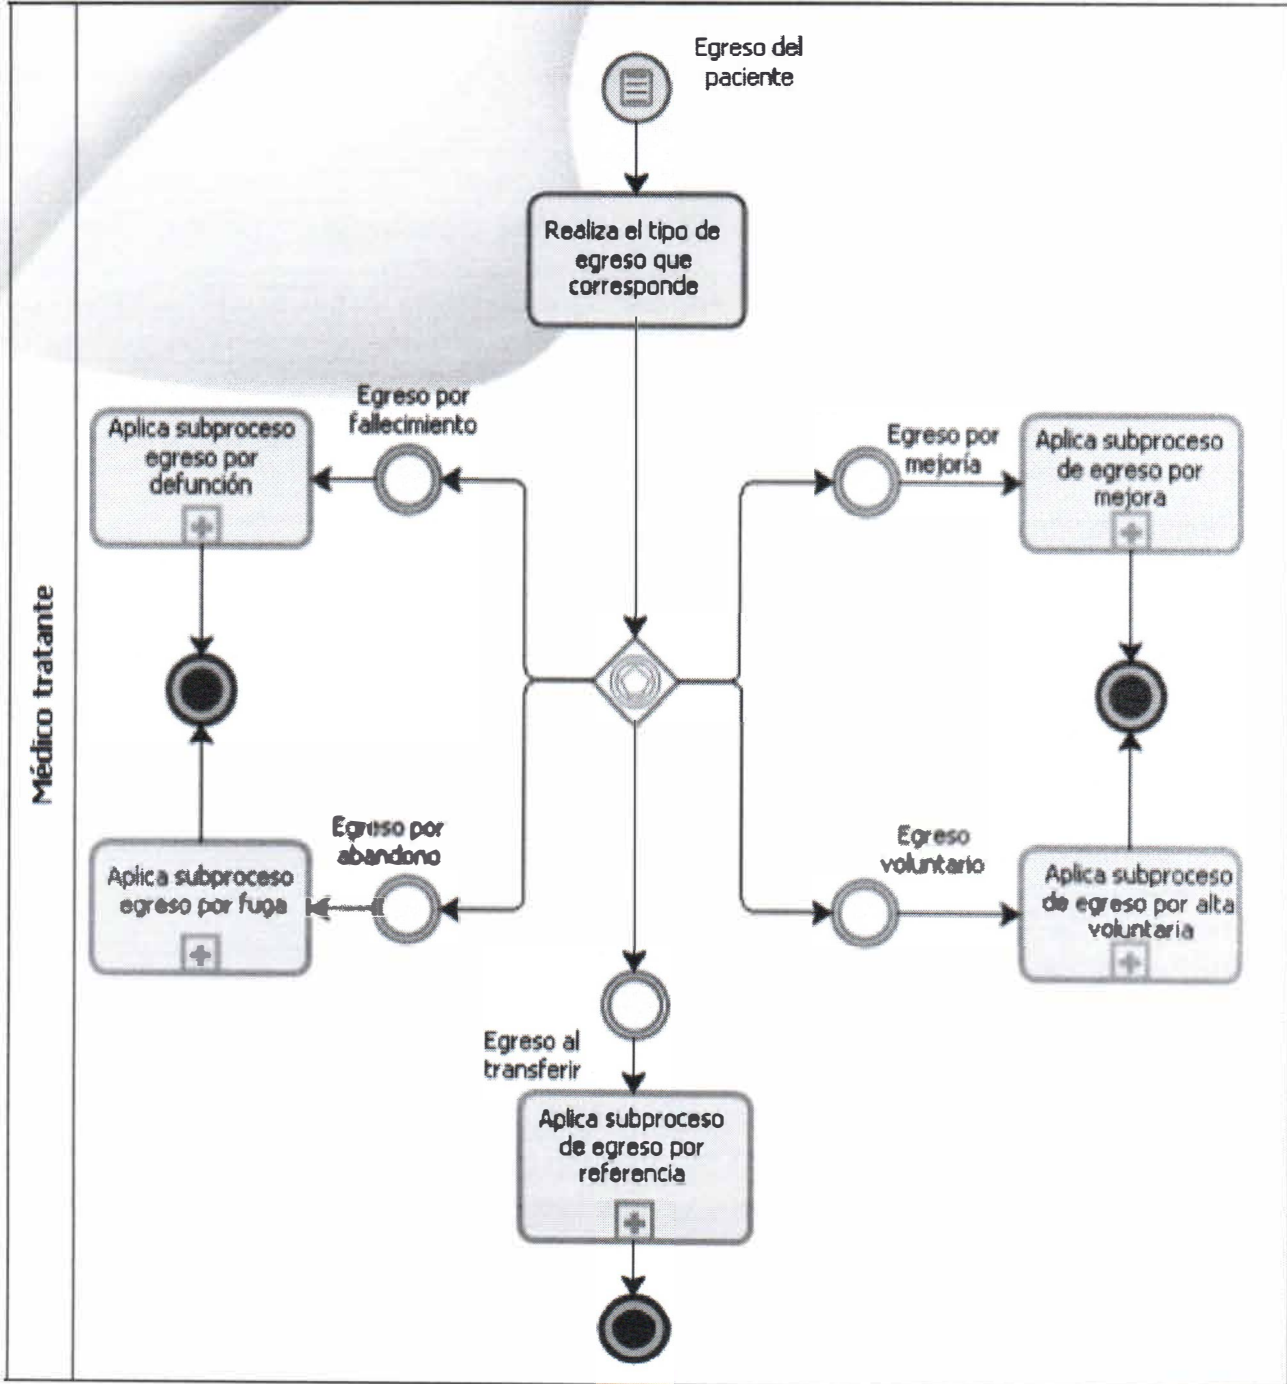 Médico tratante
Egreso del
paciente
Realiza el tipo de
egreso que
corresponde
Egreso por
fallecimiento
Aplica subproceso
egreso por
defunción
Egreso por
mejoría
Aplica subproceso
de egreso por
mejora
Egreso por
abandono
Aplica subproceso
egreso por fuga
Egreso
voluntario
Aplica subproceso
de egreso por alta
voluntaria
Egreso al
transferir
Aplica subproceso
de egreso por
referencia